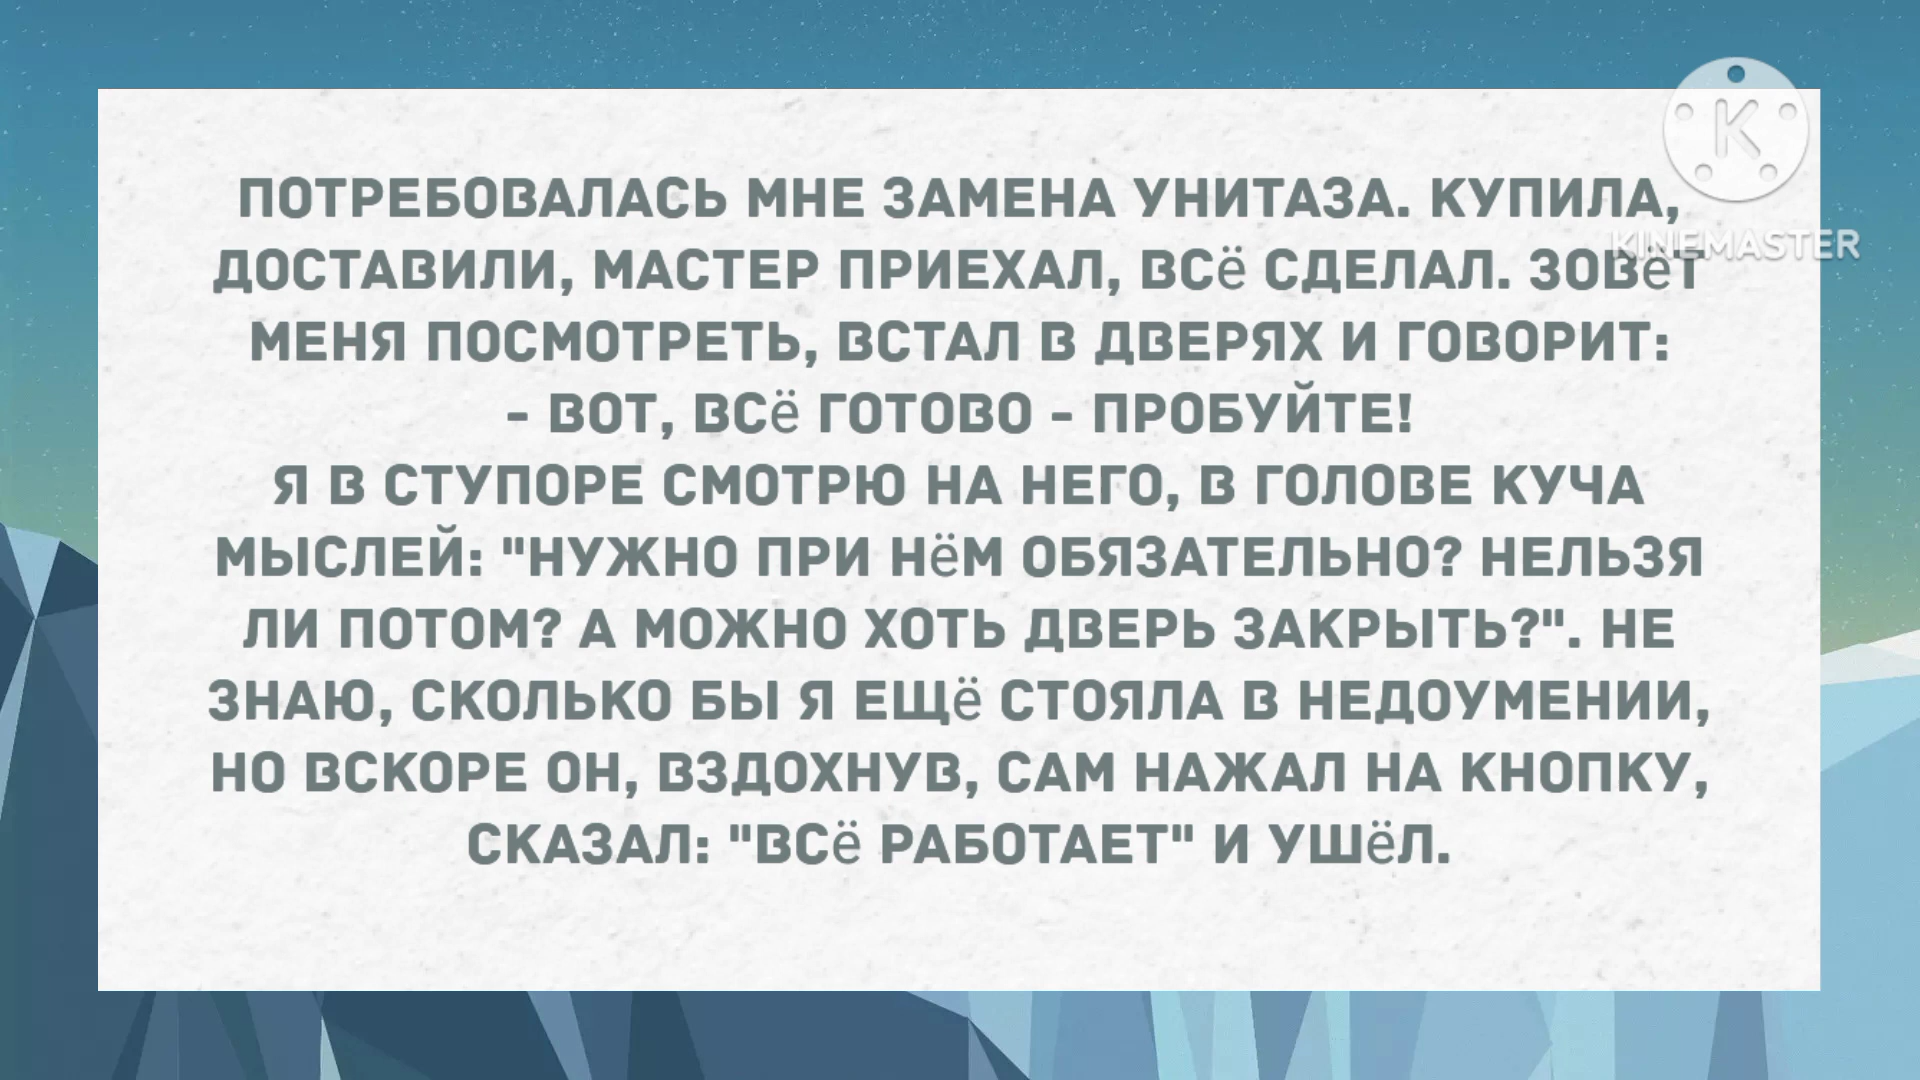 ПОТРЕБОВАЛАСЬ МНЕ ЗАМЕНА УНИТАЗА. КУПИЛА,
ДОСТАВИЛИ, МАСТЕР ПРИЕХАЛ, ВСё СДЕЛАЛ. ЗОВёТ
МЕНЯ ПОСМОТРЕТЬ, ВСТАЛ В ДВЕРЯХ И ГОВОРИТ:
- ВОТ, ВСё ГОТОВО - ПРОБУЙТЕ!
Я В СТУПОРЕ СМОТРЮ НА НЕГО, В ГОЛОВЕ КУЧА
МЫСЛЕЙ: "НУЖНО ПРИ НёМ ОБЯЗАТЕЛЬНО? НЕЛЬЗЯ
ЛИ ПОТОМ? А МОЖНО ХОТЬ ДВЕРЬ ЗАКРЫТЬ?". НЕ
ЗНАЮ, СКОЛЬКО БЫ Я ЕЩё СТОЯЛА В НЕДОУМЕНИИ,
НО ВСКОРЕ ОН, ВЗДОХНУВ, САМ НАЖАЛ НА КНОПКУ,
СКАЗАЛ: "ВСё РАБОТАЕТ" И УШёЛ.
K
KINEMASTER